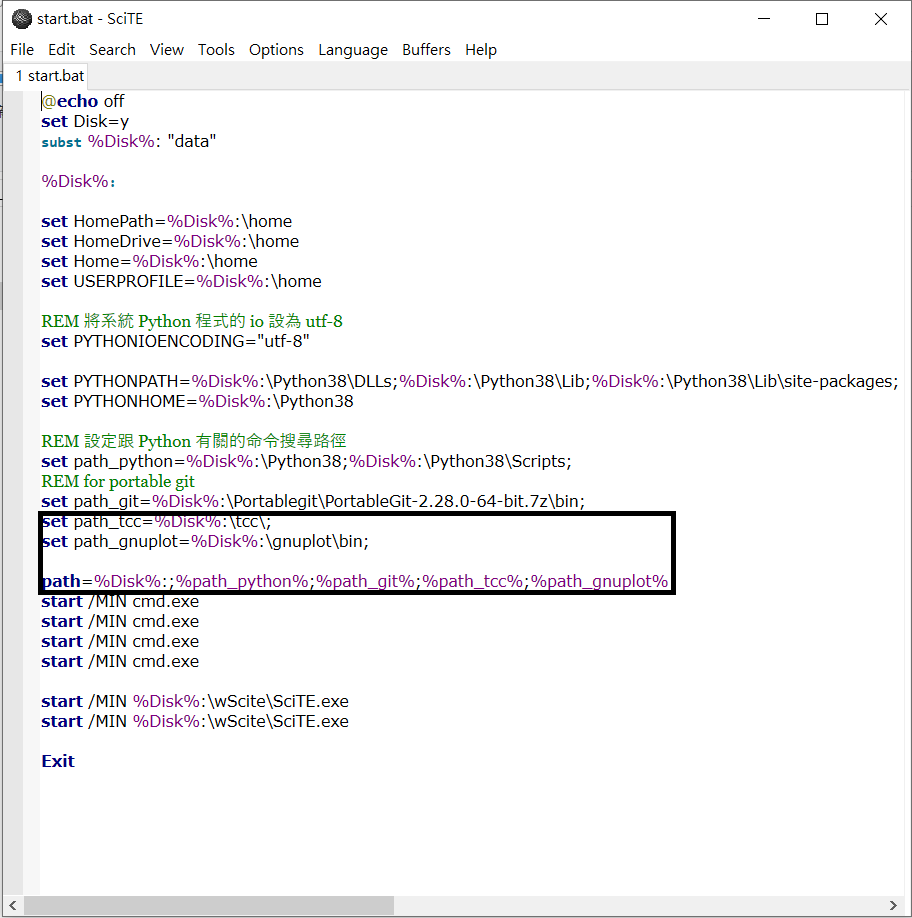 start.bat - SciTE
File Edit Search View Tools Options Language Buffers Help
1 start.bat
@echo off
set Disk=y
subst %Disk%: "data"
%Disk%:
set HomePath=%Disk%:\home
set HomeDrive=%Disk%:\home
set Home=%Disk%:\home
set USERPROFILE=%Disk%:\home
REM 將系統 Python 程式的 io 設為 utf-8
set PYTHONIOENCODING="utf-8"
set PYTHONPATH=%Disk%:\Python38\DLLs;%Disk%:\Python38\Lib;%Disk%:\Python38\Lib\site-packages;
set PYTHONHOME=%Disk%:\Python38
REM 設定跟 Python 有關的命令搜尋路徑
set path_python=%Disk%:\Python38;%Disk%:\Python38\Scripts;
REM for portable git
set path_git=%Disk%:\Portablegit\PortableGit-2.28.0-64-bit.7z\bin;
set path_tcc=%Disk%:\tcc\;
set path_gnuplot=%Disk%:\gnuplot\bin;
path=%Disk%:;%path_python%;%path_git%;%path_tcc%;%path_gnuplot%
start /MIN cmd.exe
start /MIN cmd.exe
start /MIN cmd.exe
start /MIN cmd.exe
start /MIN %Disk%:\wScite\SciTE.exe
start /MIN %Disk%:\wScite\SciTE.exe
Exit